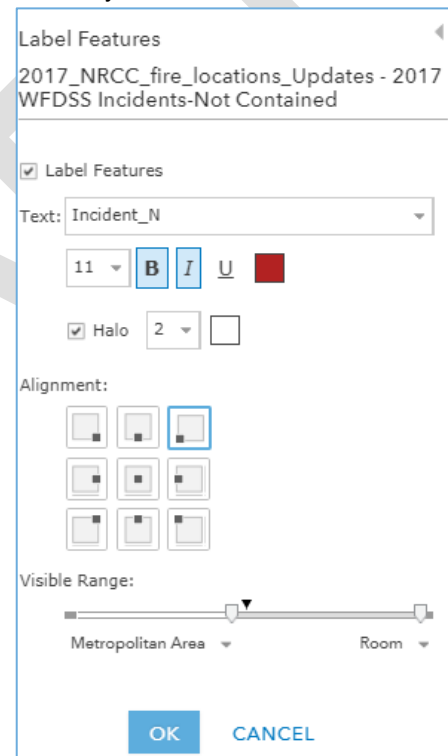 Label Features
2017_NRCC_fire_locations_Updates - 2017
WFDSS Incidents-Not Contained
Label Features
Text: Incident_N
11 B I U
Halo 2
Alignment:
Visible Range:
Metropolitan Area Room
OK CANCEL